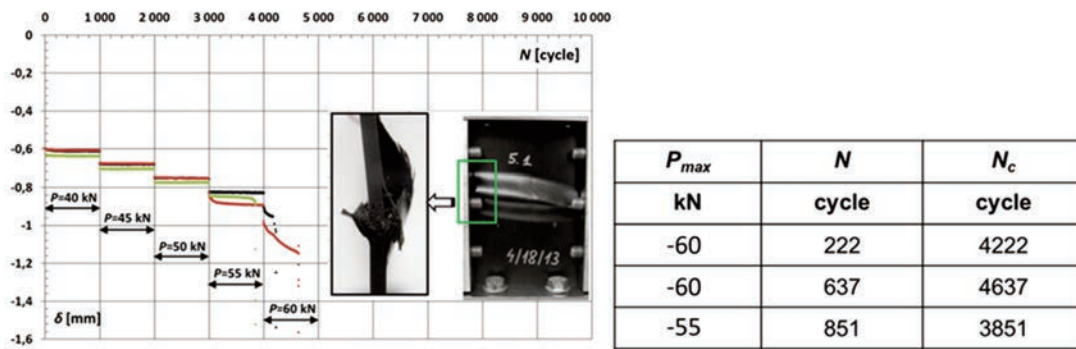 0 1 000 2 000 3 000 4 000 5 000 6 000 7 000 8 000 9 000 10 000
0
N [cycle]
-0,2
-0,4
-0,6
-0,8
-1
-1,2
-1,4
-1,6
P=40 kN
P=45 kN
P=50 kN
P=55 kN
P=60 kN
δ [mm]
5.1
4/18/13
Pmax N Nc
kN cycle cycle
-60 222 4222
-60 637 4637
-55 851 3851